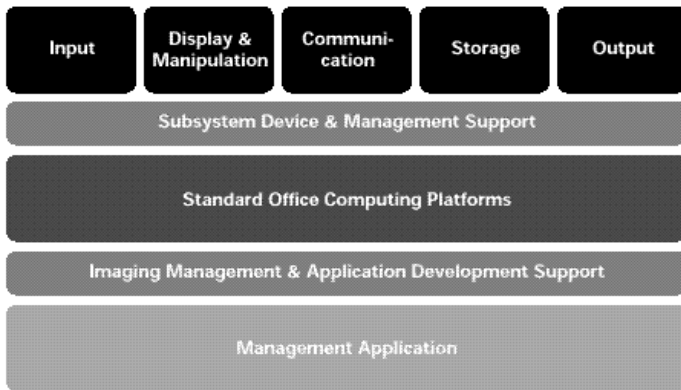 Input
Display &
Manipulation
Communi-
cation
Storage
Output
Subsystem Device & Management Support
Standard Office Computing Platforms
Imaging Management & Application Development Support
Management Application